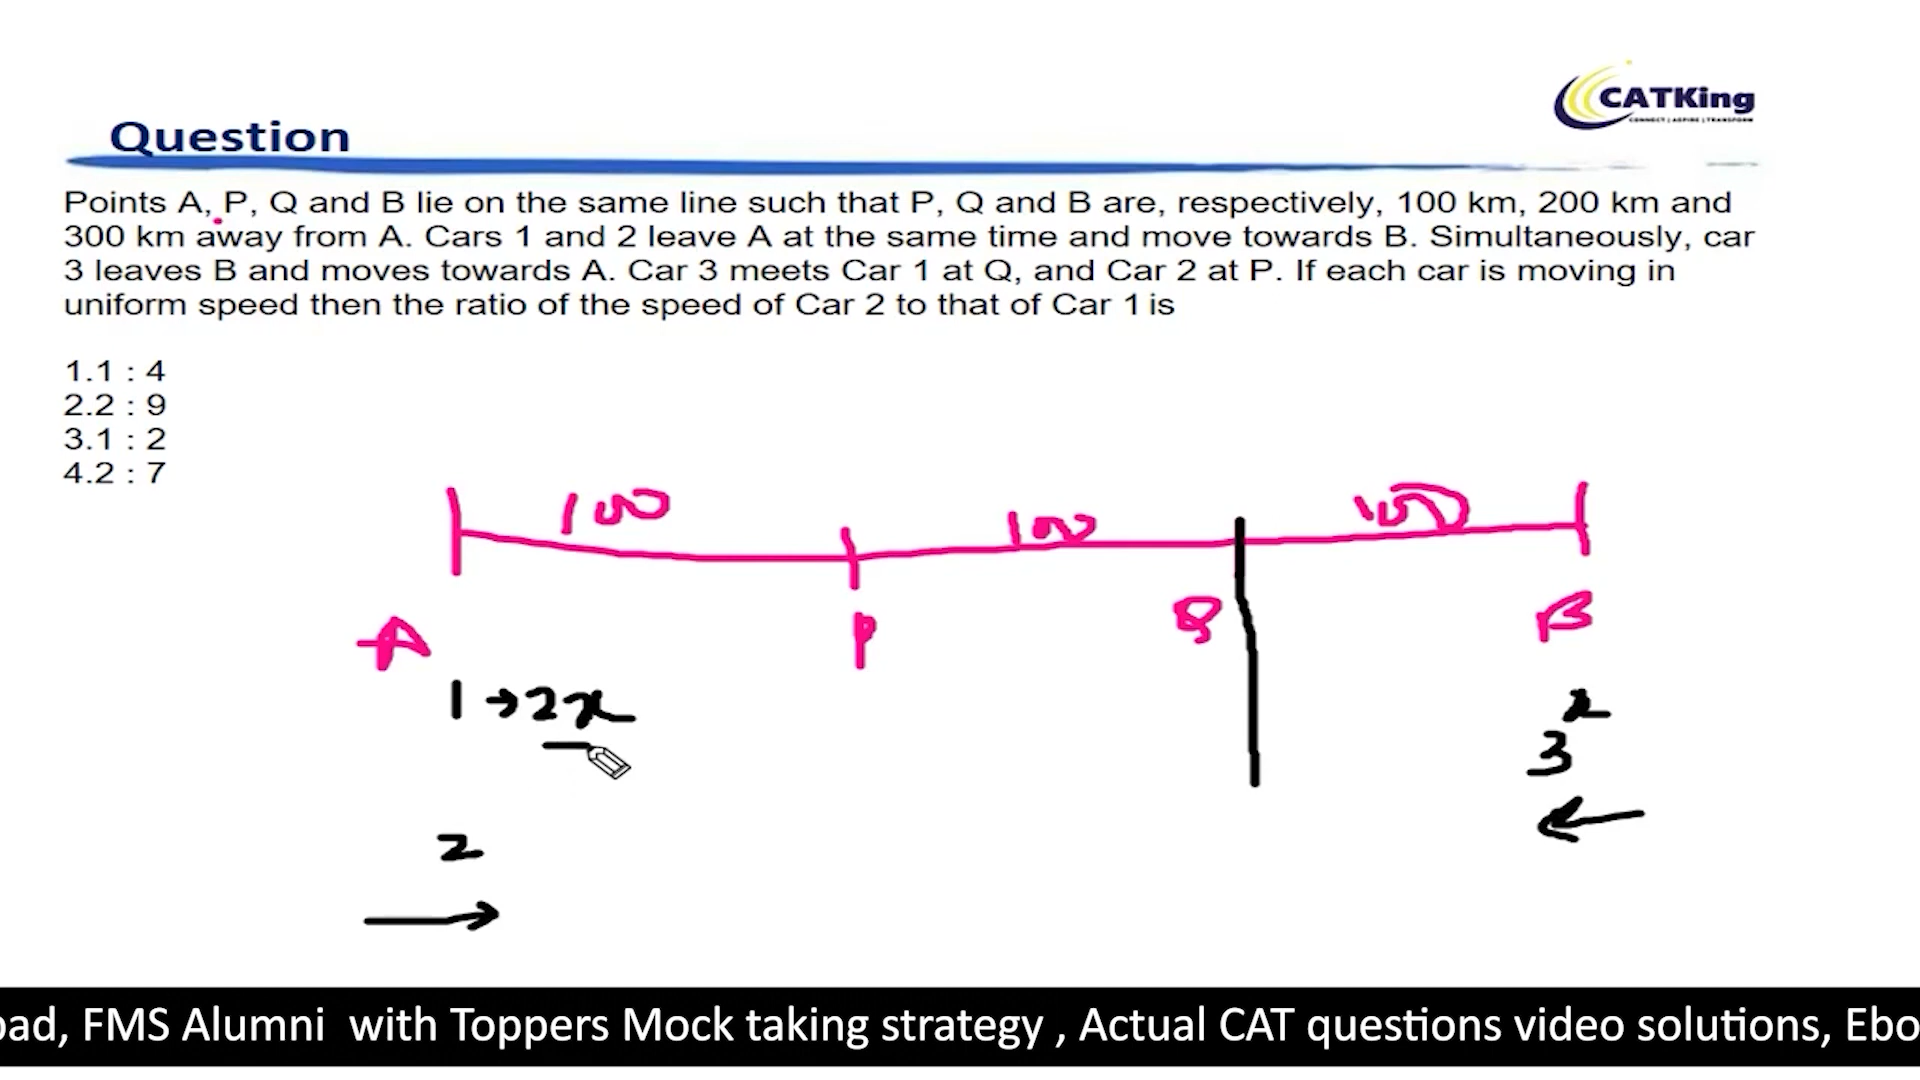 CATKing
CONNECT | ASPIRE | TRANSFORM
Question
Points A, P, Q and B lie on the same line such that P, Q and B are, respectively, 100 km, 200 km and
300 km away from A. Cars 1 and 2 leave A at the same time and move towards B. Simultaneously, car
3 leaves B and moves towards A. Car 3 meets Car 1 at Q, and Car 2 at P. If each car is moving in
uniform speed then the ratio of the speed of Car 2 to that of Car 1 is
1.1 : 4
2.2 : 9
3.1 : 2
4.2 : 7
100 100 100
A P Q B
1 → 2x x
3
2
bad, FMS Alumni with Toppers Mock taking strategy , Actual CAT questions video solutions, Ebo